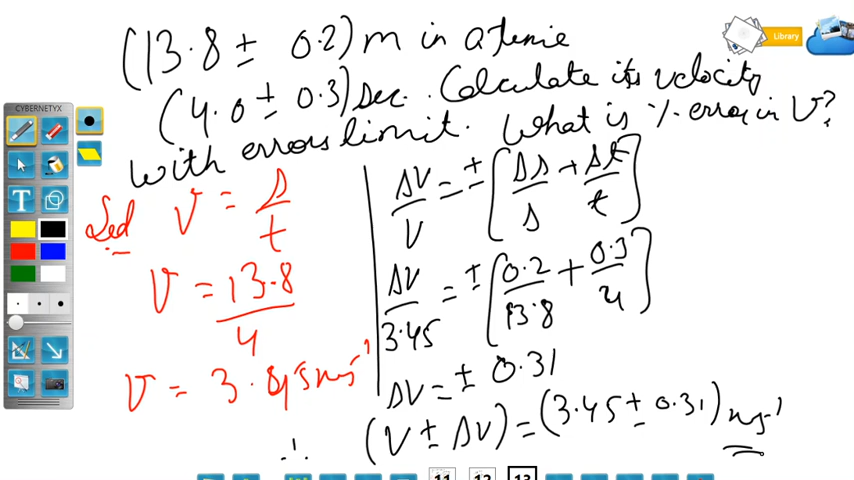 Library
(13.8 ± 0.2) m in a time
(4.0 ± 0.3) sec. Calculate its velocity
with errors limit. What is % error in V?
CYBERNETYX
Sol
V = s/t
V = 13.8/4
V = 3.45 ms⁻¹
ΔV/V = ± [Δs/s + Δt/t]
ΔV/3.45 = ± [0.2/13.8 + 0.3/4]
ΔV = ± 0.31
∴ (V ± ΔV) = (3.45 ± 0.31) ms⁻¹
11 12 13